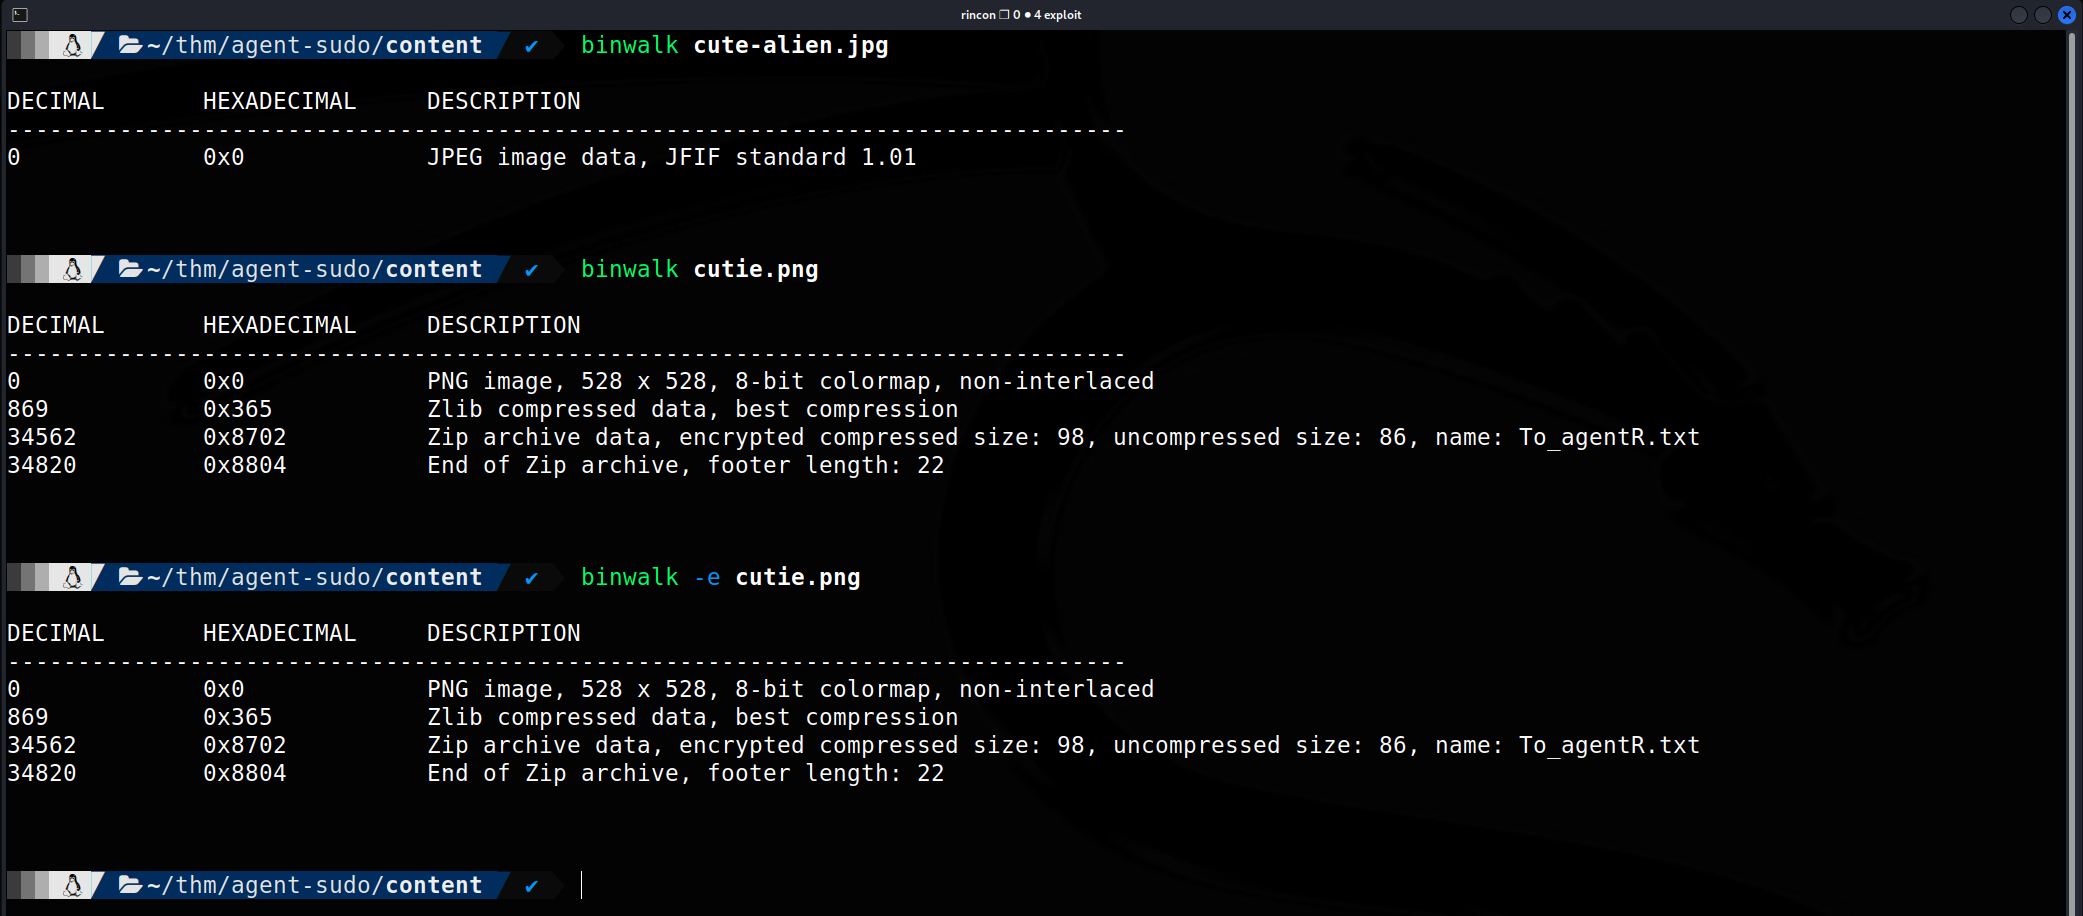 rincon ❐ 0 ● 4 exploit
~/thm/agent-sudo/content ✔ binwalk cute-alien.jpg
DECIMAL HEXADECIMAL DESCRIPTION
--------------------------------------------------------------------------------
0 0x0 JPEG image data, JFIF standard 1.01
~/thm/agent-sudo/content ✔ binwalk cutie.png
DECIMAL HEXADECIMAL DESCRIPTION
--------------------------------------------------------------------------------
0 0x0 PNG image, 528 x 528, 8-bit colormap, non-interlaced
869 0x365 Zlib compressed data, best compression
34562 0x8702 Zip archive data, encrypted compressed size: 98, uncompressed size: 86, name: To_agentR.txt
34820 0x8804 End of Zip archive, footer length: 22
~/thm/agent-sudo/content ✔ binwalk -e cutie.png
DECIMAL HEXADECIMAL DESCRIPTION
--------------------------------------------------------------------------------
0 0x0 PNG image, 528 x 528, 8-bit colormap, non-interlaced
869 0x365 Zlib compressed data, best compression
34562 0x8702 Zip archive data, encrypted compressed size: 98, uncompressed size: 86, name: To_agentR.txt
34820 0x8804 End of Zip archive, footer length: 22
~/thm/agent-sudo/content ✔